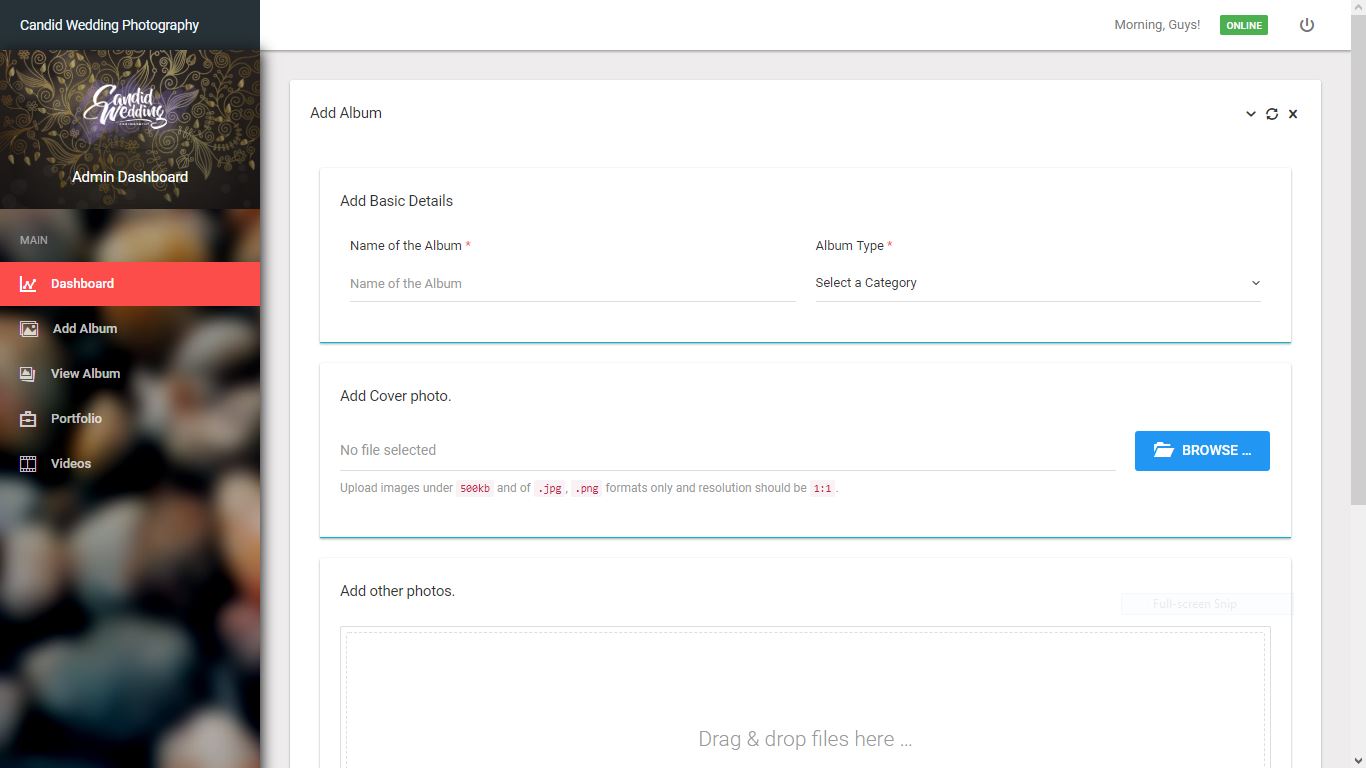 Candid Wedding Photography
Morning, Guys!
ONLINE
Candid
Wedding
Admin Dashboard
MAIN
Dashboard
Add Album
View Album
Portfolio
Videos
Add Album
Add Basic Details
Name of the Album *
Album Type *
Name of the Album
Select a Category
Add Cover photo.
No file selected
BROWSE ...
Upload images under 500kb and of .jpg, .png formats only and resolution should be 1:1.
Add other photos.
Full-screen Snip
Drag & drop files here ...